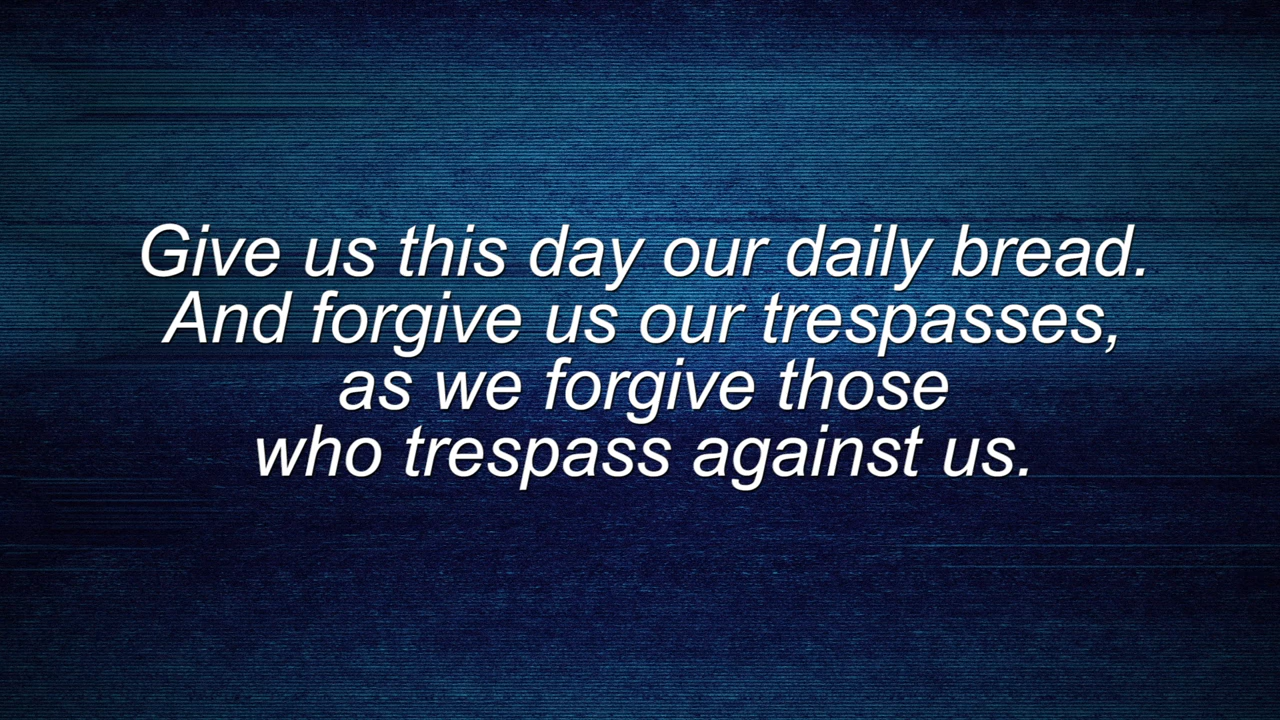 Give us this day our daily bread.
And forgive us our trespasses,
as we forgive those
who trespass against us.